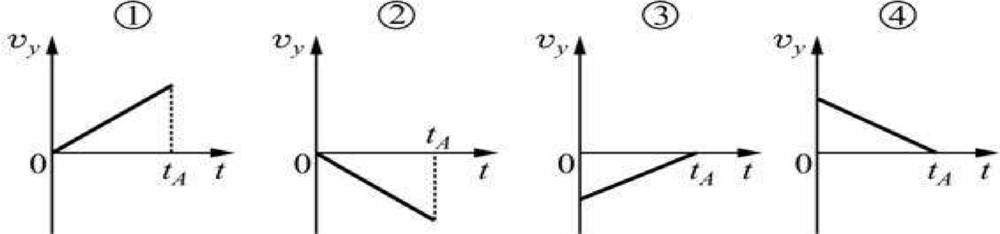 ① ② ③ ④
v_y v_y v_y v_y
t_A
0 0 0 0
t_A t t t_A t t_A t